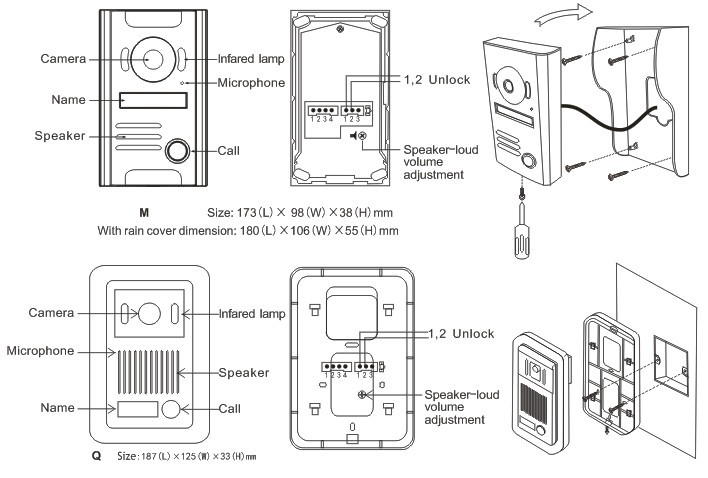 Camera
Infared lamp
Microphone
Name
Speaker
Call
1,2 Unlock
1 2 3 4
1 2 3
Speaker-loud
volume
adjustment
M Size: 173(L) × 98(W) ×38(H)mm
With rain cover dimension: 180(L)×106(W)×55(H)mm
Camera
Infared lamp
Microphone
Speaker
Name
Call
1,2 Unlock
1 2 3 4
1 2 3
Speaker-loud
volume
adjustment
Q Size: 187(L)×125(W)×33(H)mm